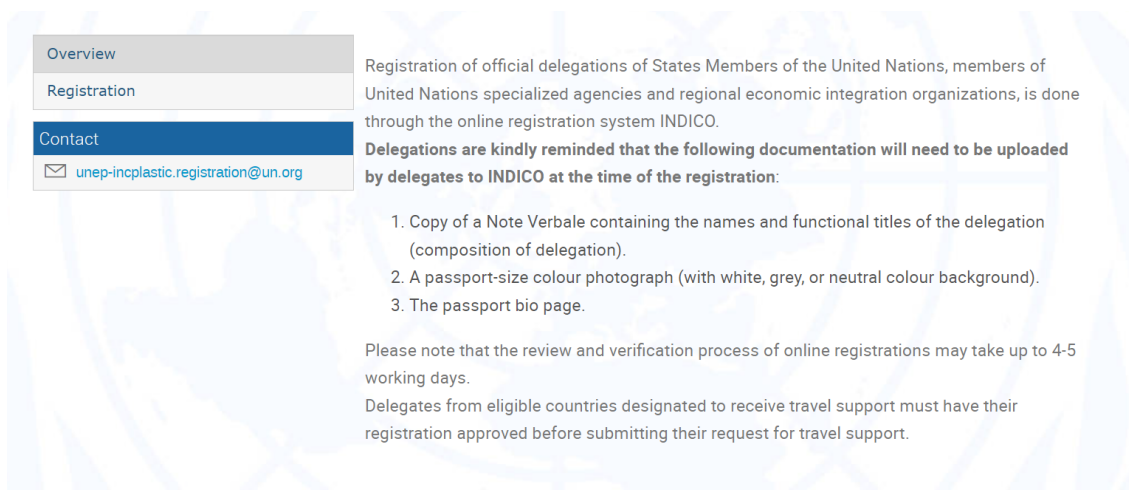 Overview
Registration
Contact
unep-incplastic.registration@un.org
Registration of official delegations of States Members of the United Nations, members of
United Nations specialized agencies and regional economic integration organizations, is done
through the online registration system INDICO.
Delegations are kindly reminded that the following documentation will need to be uploaded
by delegates to INDICO at the time of the registration:
1. Copy of a Note Verbale containing the names and functional titles of the delegation
(composition of delegation).
2. A passport-size colour photograph (with white, grey, or neutral colour background).
3. The passport bio page.
Please note that the review and verification process of online registrations may take up to 4-5
working days.
Delegates from eligible countries designated to receive travel support must have their
registration approved before submitting their request for travel support.